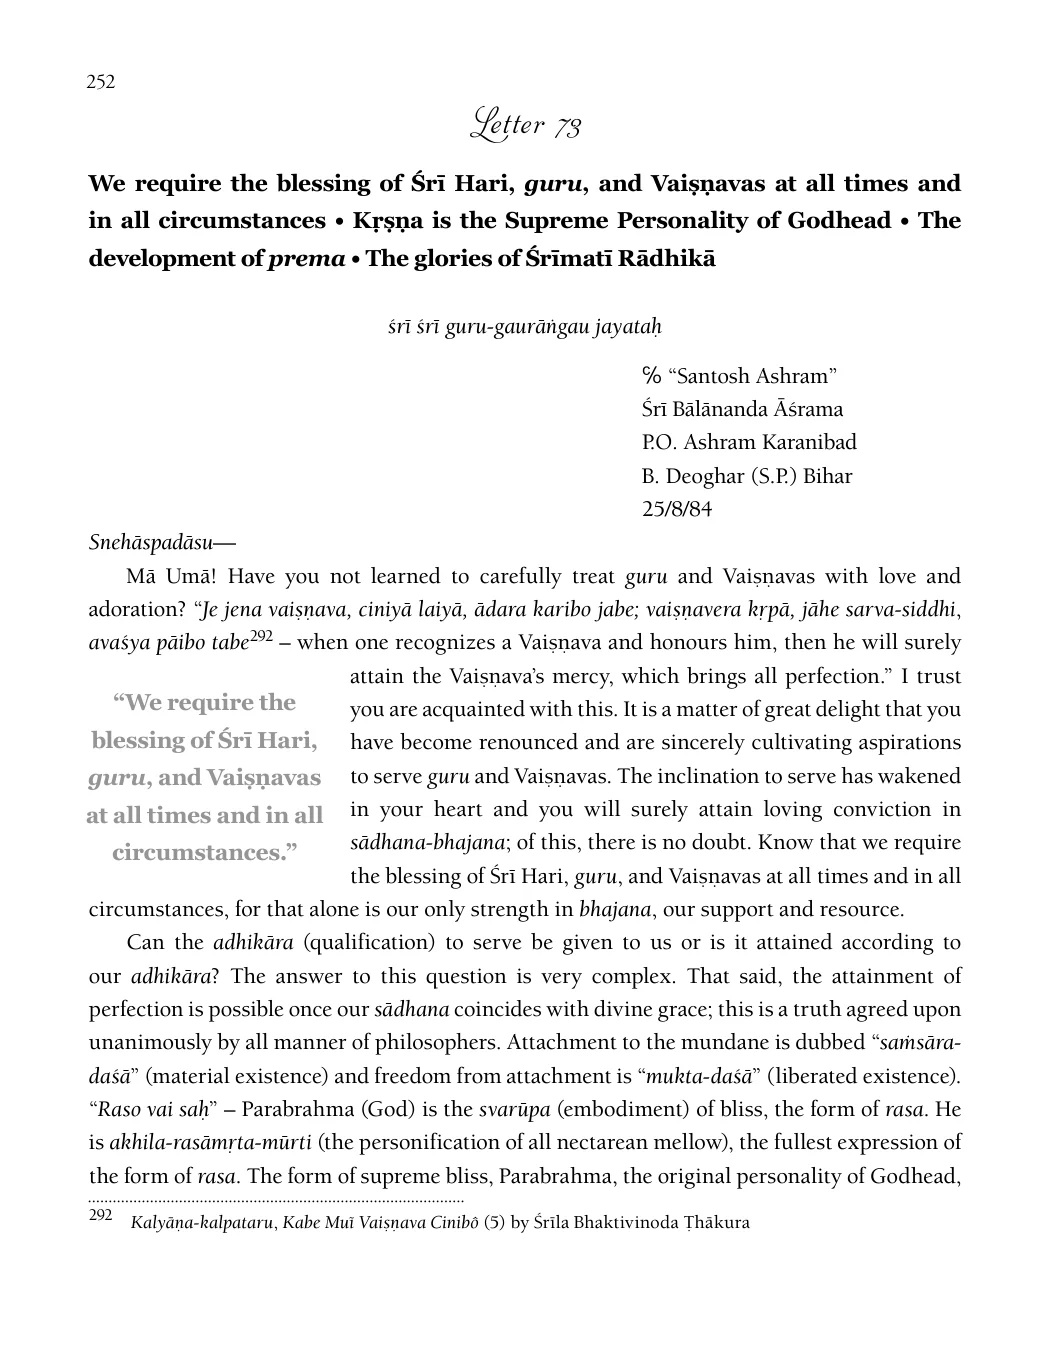 252
Letter 73
We require the blessing of Śrī Hari, guru, and Vaiṣṇavas at all times and
in all circumstances • Kṛṣṇa is the Supreme Personality of Godhead • The
development of prema • The glories of Śrīmatī Rādhikā
śrī śrī guru-gaurāṅgau jayataḥ
℅ “Santosh Ashram”
Śrī Bālānanda Āśrama
P.O. Ashram Karanibad
B. Deoghar (S.P.) Bihar
25/8/84
Snehāspadāsu—
Mā Umā! Have you not learned to carefully treat guru and Vaiṣṇavas with love and
adoration? “Je jena vaiṣṇava, ciniyā laiyā, ādara karibo jabe; vaiṣṇavera kṛpā, jāhe sarva-siddhi,
avaśya pāibo tabe292 – when one recognizes a Vaiṣṇava and honours him, then he will surely
attain the Vaiṣṇava’s mercy, which brings all perfection.” I trust
you are acquainted with this. It is a matter of great delight that you
have become renounced and are sincerely cultivating aspirations
to serve guru and Vaiṣṇavas. The inclination to serve has wakened
in your heart and you will surely attain loving conviction in
sādhana-bhajana; of this, there is no doubt. Know that we require
the blessing of Śrī Hari, guru, and Vaiṣṇavas at all times and in all
“We require the
blessing of Śrī Hari,
guru, and Vaiṣṇavas
at all times and in all
circumstances.”
circumstances, for that alone is our only strength in bhajana, our support and resource.
Can the adhikāra (qualification) to serve be given to us or is it attained according to
our adhikāra? The answer to this question is very complex. That said, the attainment of
perfection is possible once our sādhana coincides with divine grace; this is a truth agreed upon
unanimously by all manner of philosophers. Attachment to the mundane is dubbed “saṁsāra-
daśā” (material existence) and freedom from attachment is “mukta-daśā” (liberated existence).
“Raso vai saḥ” – Parabrahma (God) is the svarūpa (embodiment) of bliss, the form of rasa. He
is akhila-rasāmṛta-mūrti (the personification of all nectarean mellow), the fullest expression of
the form of rasa. The form of supreme bliss, Parabrahma, the original personality of Godhead,
292 Kalyāṇa-kalpataru, Kabe Muĩ Vaiṣṇava Cinibô (5) by Śrīla Bhaktivinoda Ṭhākura